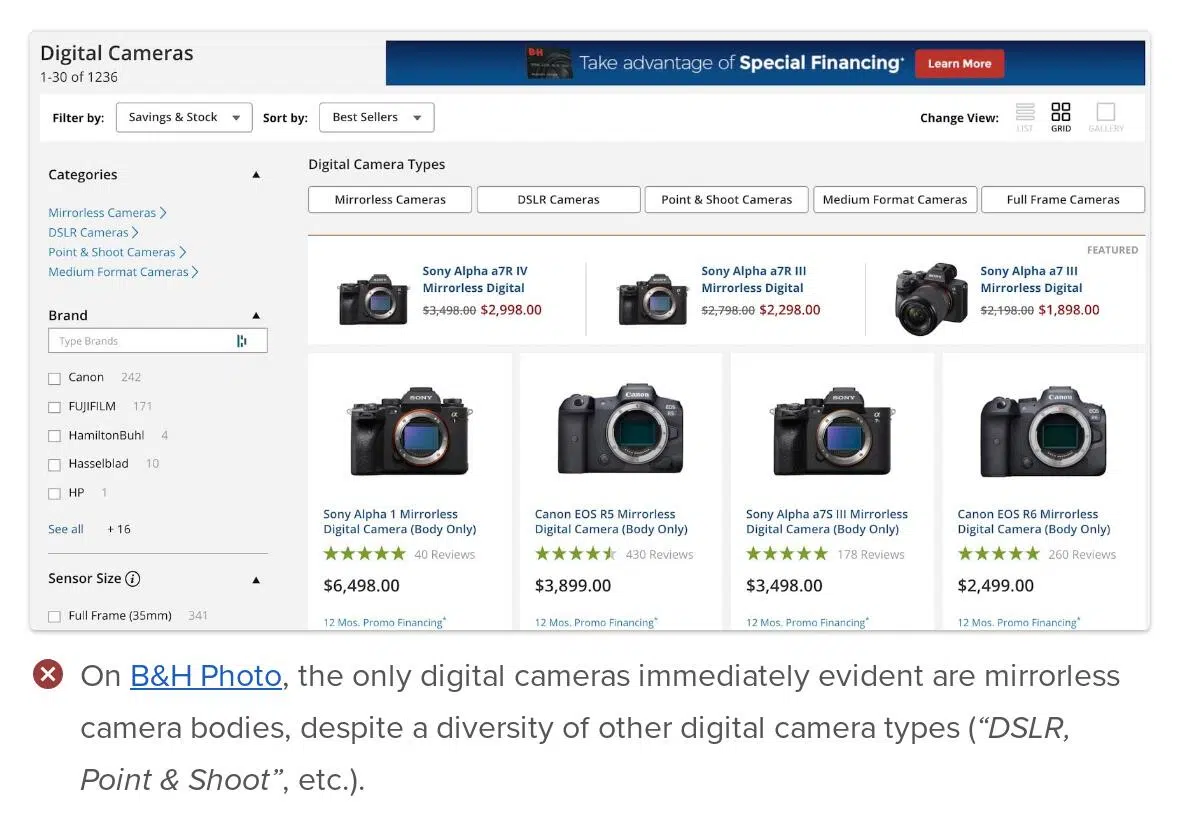 Digital Cameras
1-30 of 1236
B&H
Take advantage of Special Financing* Learn More
Filter by: Savings & Stock Sort by: Best Sellers Change View: LIST GRID GALLERY
Categories
Mirrorless Cameras
DSLR Cameras
Point & Shoot Cameras
Medium Format Cameras
Brand
Type Brands
Canon 242
FUJIFILM 171
HamiltonBuhl 4
Hasselblad 10
HP 1
See all + 16
Sensor Size i
Full Frame (35mm) 341
Digital Camera Types
Mirrorless Cameras DSLR Cameras Point & Shoot Cameras Medium Format Cameras Full Frame Cameras
FEATURED
Sony Alpha a7R IV
Mirrorless Digital
$3,498.00 $2,998.00
Sony Alpha a7R III
Mirrorless Digital
$2,798.00 $2,298.00
Sony Alpha a7 III
Mirrorless Digital
$2,198.00 $1,898.00
SONY
Sony Alpha 1 Mirrorless
Digital Camera (Body Only)
40 Reviews
$6,498.00
12 Mos. Promo Financing*
Canon
EOS
R5
Canon EOS R5 Mirrorless
Digital Camera (Body Only)
430 Reviews
$3,899.00
12 Mos. Promo Financing*
SONY
Sony Alpha a7S III Mirrorless
Digital Camera (Body Only)
178 Reviews
$3,498.00
12 Mos. Promo Financing*
Canon
EOS
R6
Canon EOS R6 Mirrorless
Digital Camera (Body Only)
260 Reviews
$2,499.00
12 Mos. Promo Financing*
On B&H Photo, the only digital cameras immediately evident are mirrorless
camera bodies, despite a diversity of other digital camera types (“DSLR,
Point & Shoot”, etc.).